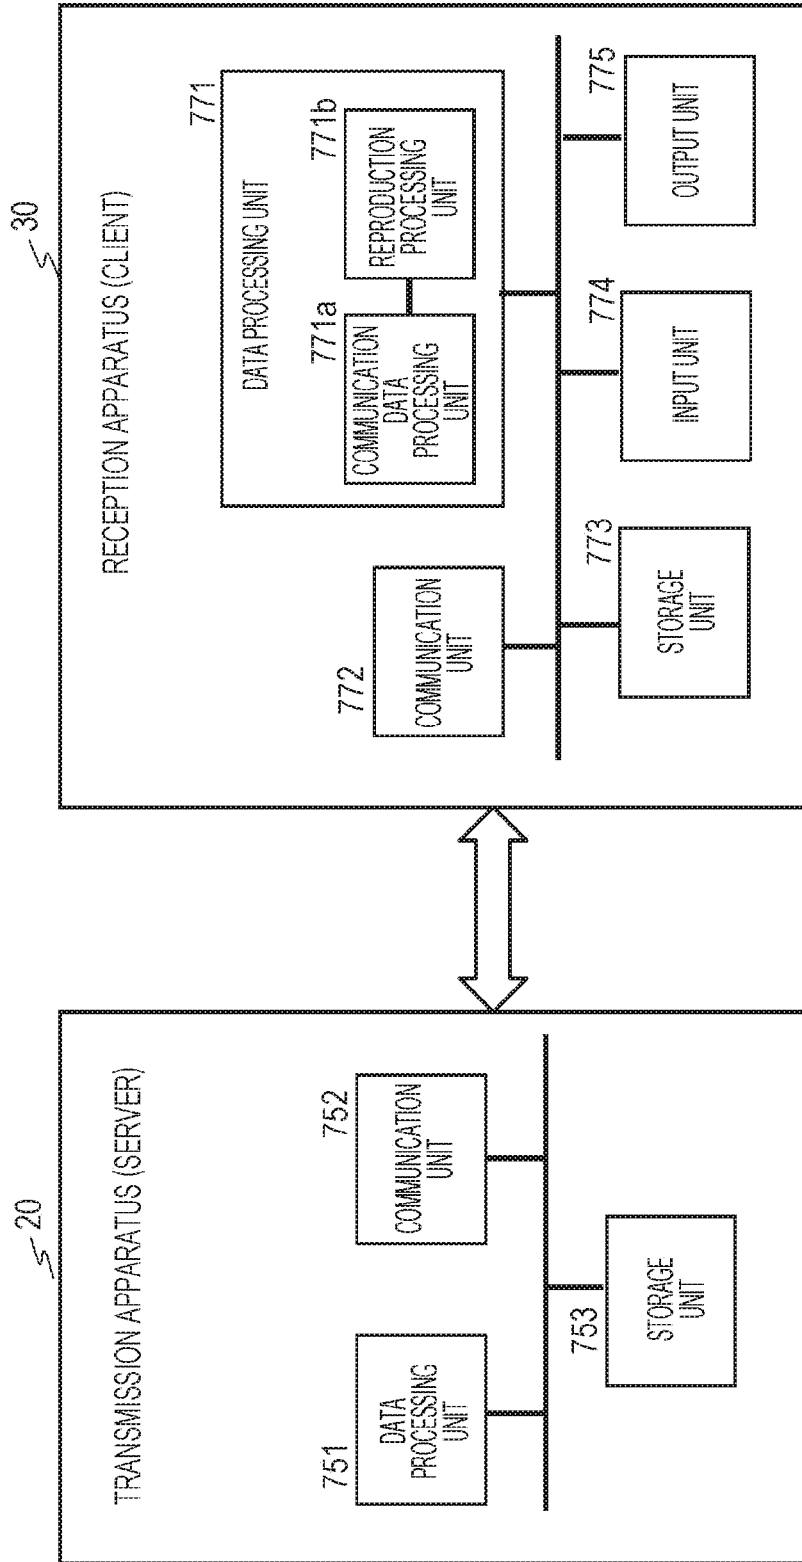 20
TRANSMISSION APPARATUS (SERVER)
751
DATA
PROCESSING
UNIT
752
COMMUNICATION
UNIT
753
STORAGE
UNIT
30
RECEPTION APPARATUS (CLIENT)
772
COMMUNICATION
UNIT
771
DATA PROCESSING UNIT
771a
COMMUNICATION
DATA
PROCESSING
UNIT
771b
REPRODUCTION
PROCESSING
UNIT
773
STORAGE
UNIT
774
INPUT UNIT
775
OUTPUT UNIT